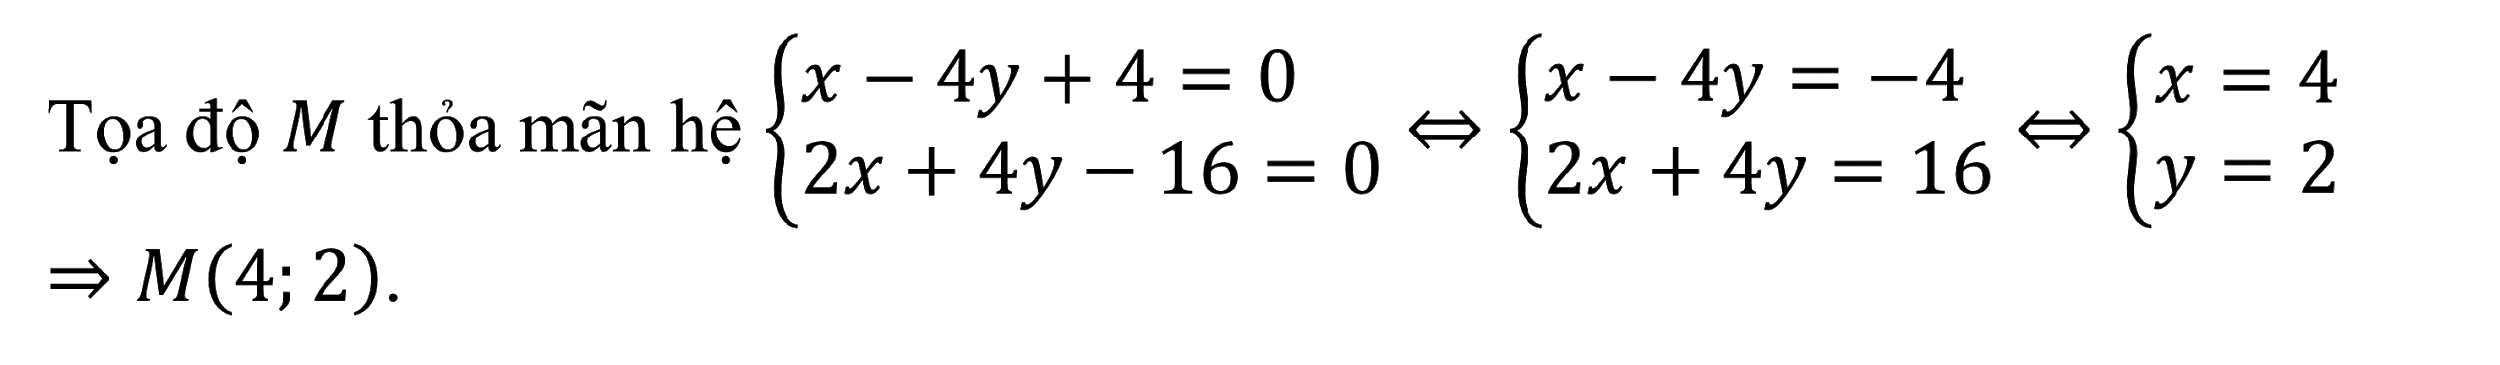 Tọa độ M thỏa mãn hệ {x − 4y + 4 = 0; 2x + 4y − 16 = 0 ⇔ {x − 4y = −4; 2x + 4y = 16 ⇔ {x = 4; y = 2
⇒ M(4; 2).